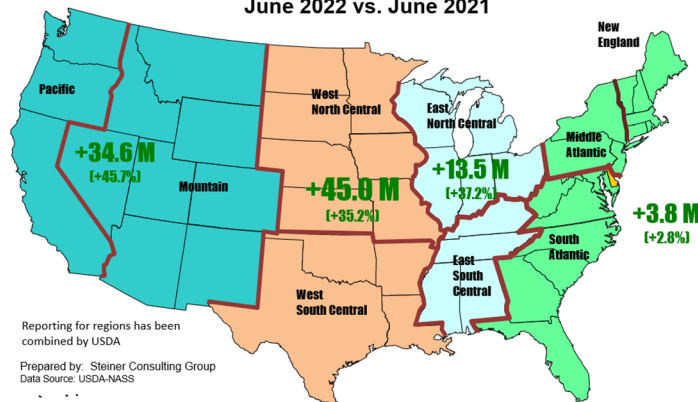 June 2022 vs. June 2021
New
England
Pacific
West
North Central
East
North Central
Middle
Atlantic
+34.6 M
(+45.7%)
Mountain
+45.0 M
(+35.2%)
+13.5 M
(+37.2%)
+3.8 M
(+2.8%)
South
Atlantic
East
South
Central
West
South Central
Reporting for regions has been
combined by USDA
Prepared by: Steiner Consulting Group
Data Source: USDA-NASS